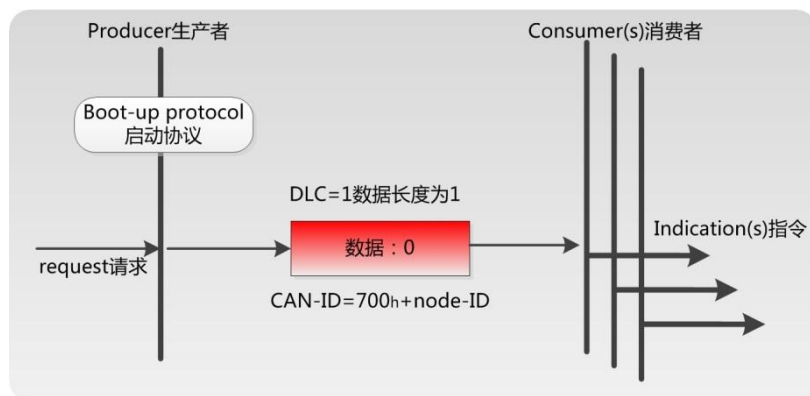 Producer生产者
Consumer(s)消费者
Boot-up protocol
启动协议
DLC=1数据长度为1
数据：0
Indication(s)指令
request请求
CAN-ID=700h+node-ID